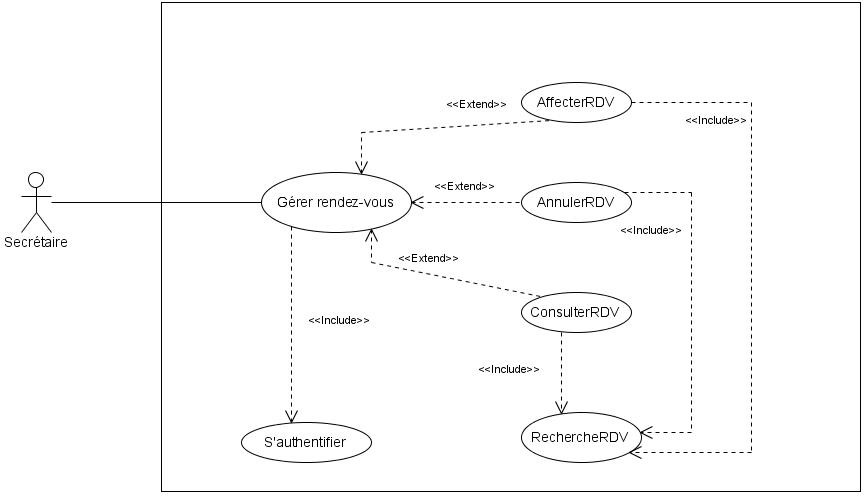 <<Extend>>
AffecterRDV
<<Include>>
Secrétaire
Gérer rendez-vous
<<Extend>>
AnnulerRDV
<<Include>>
<<Extend>>
ConsulterRDV
<<Include>>
<<Include>>
S'authentifier
RechercheRDV